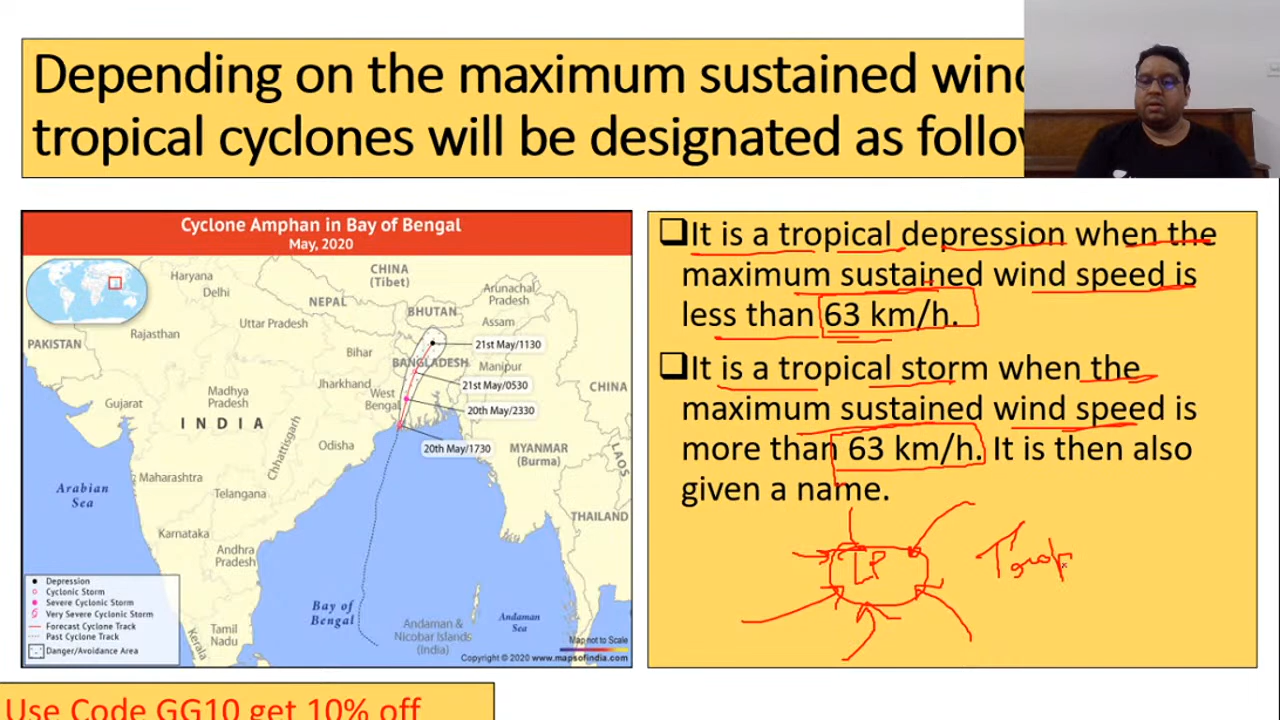 Depending on the maximum sustained wind
tropical cyclones will be designated as follow
Cyclone Amphan in Bay of Bengal
May, 2020
Haryana
Delhi
CHINA
(Tibet)
NEPAL
Arunachal
Pradesh
BHUTAN
Assam
PAKISTAN
Rajasthan
Uttar Pradesh
Bihar
BANGLADESH
21st May/1130
Manipur
21st May/0530
CHINA
Gujarat
Madhya
Pradesh
Jharkhand
West
Bengal
20th May/2330
INDIA
Chhattisgarh
Odisha
20th May/1730
MYANMAR
(Burma)
LAOS
Maharashtra
Arabian
Sea
Telangana
THAILAND
Karnataka
Andhra
Pradesh
Bay of
Bengal
Kerala
Tamil
Nadu
Andaman &
Nicobar Islands
(India)
Andaman
Sea
Depression
Cyclonic Storm
Severe Cyclonic Storm
Very Severe Cyclonic Storm
Forecast Cyclone Track
Past Cyclone Track
Danger/Avoidance Area
Map not to Scale
Copyright © 2020 www.mapsofindia.com
It is a tropical depression when the
maximum sustained wind speed is
less than 63 km/h.
It is a tropical storm when the
maximum sustained wind speed is
more than 63 km/h. It is then also
given a name.
LP
Trop
Use Code GG10 get 10% off